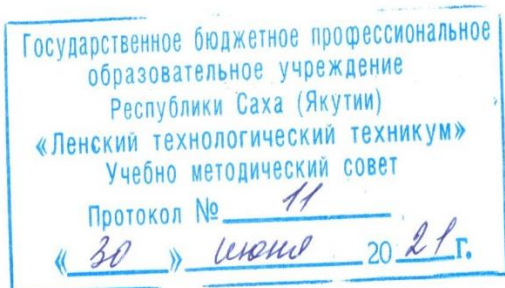 Государственное бюджетное профессиональное
образовательное учреждение
Республики Саха (Якутии)
«Ленский технологический техникум»
Учебно методический совет
Протокол № 11
« 30 » июня 20 21 г.